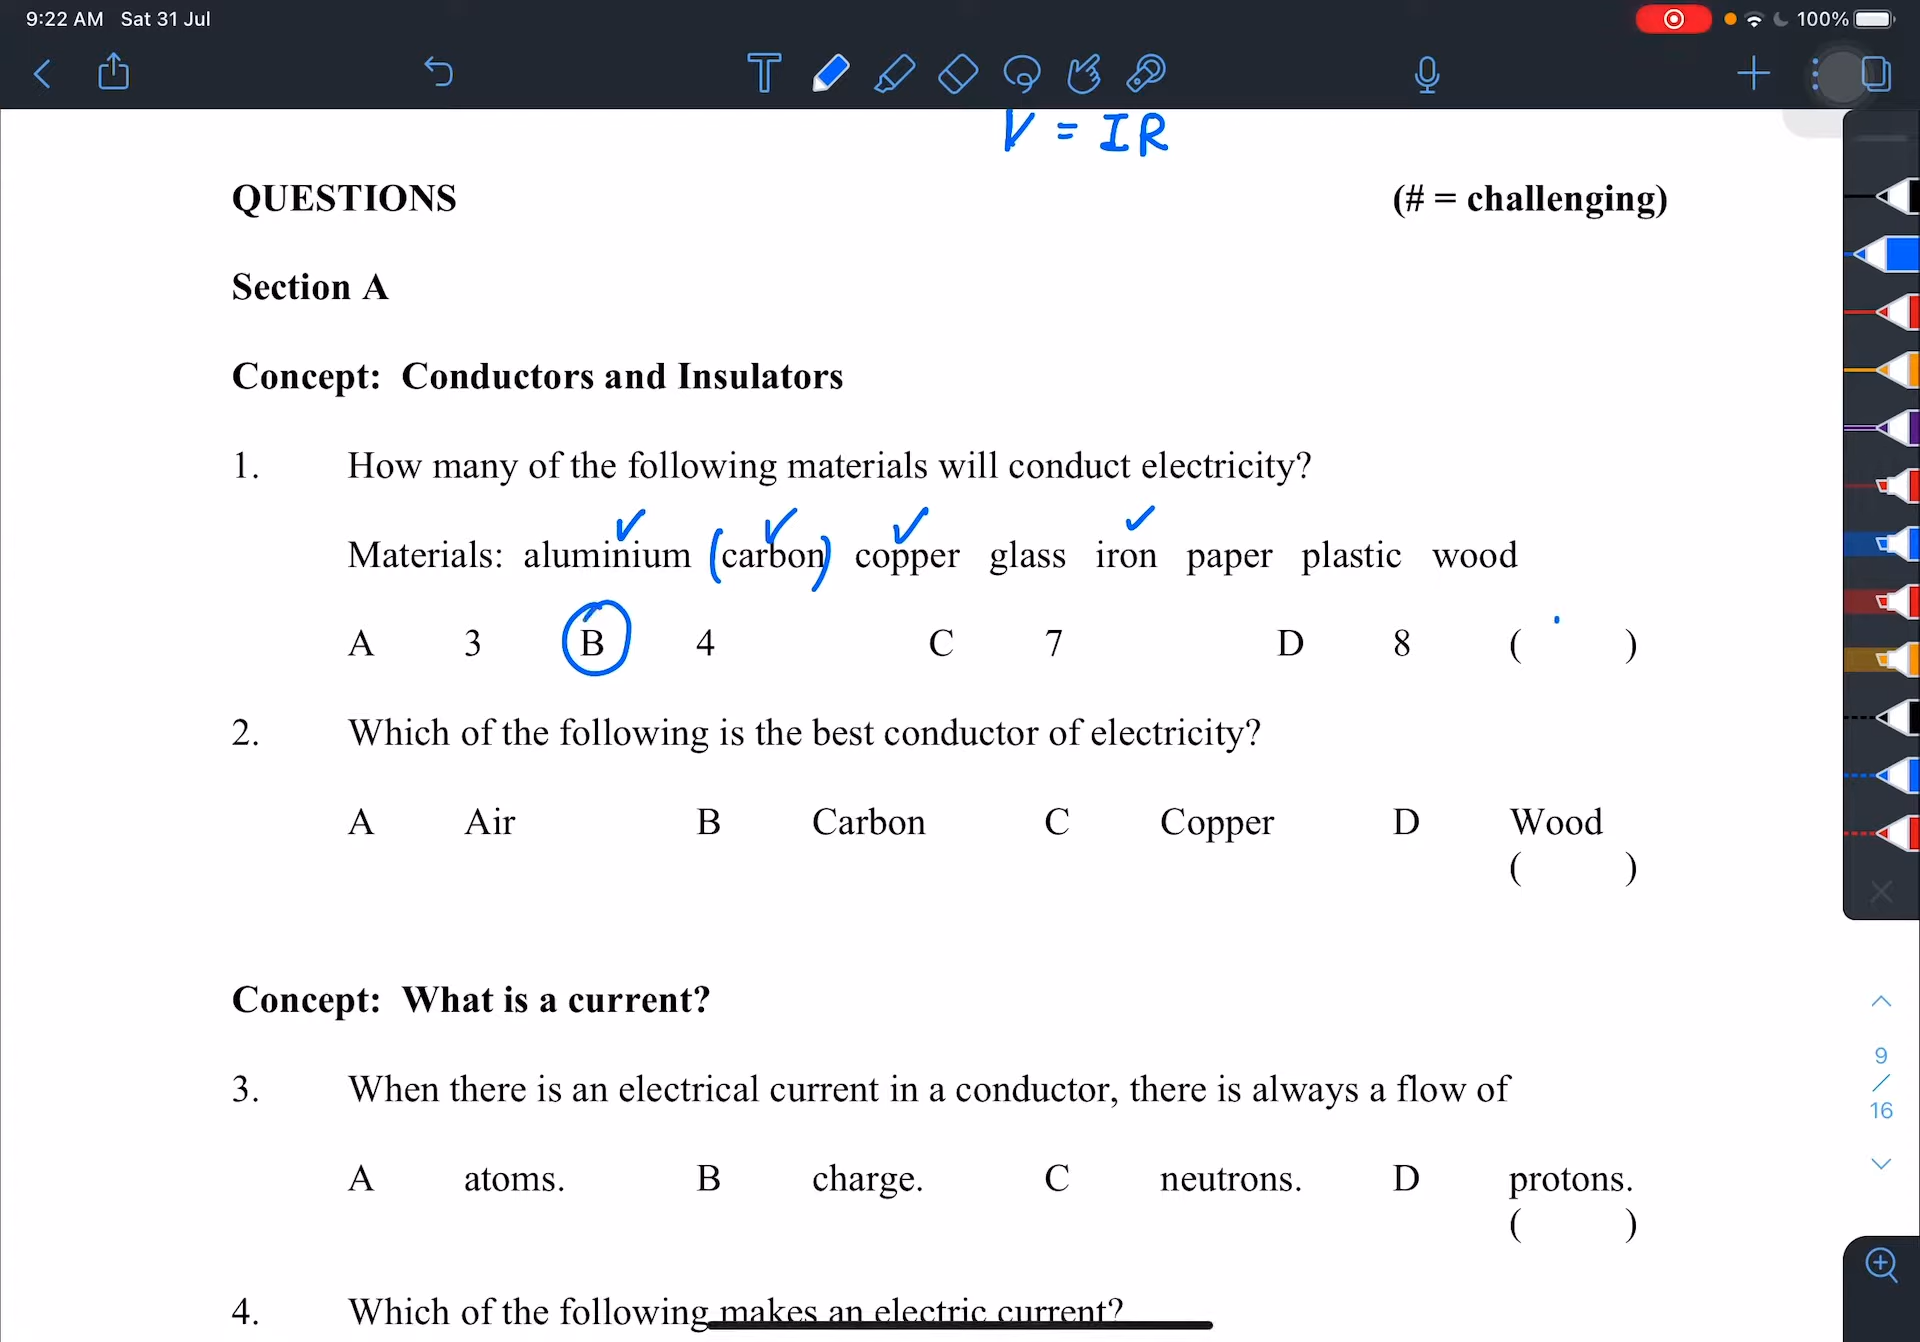 9:22 AM Sat 31 Jul 100%
V = IR
QUESTIONS (# = challenging)
Section A
Concept: Conductors and Insulators
1. How many of the following materials will conduct electricity?
Materials: aluminium (carbon) copper glass iron paper plastic wood
A 3 B 4 C 7 D 8 ( )
2. Which of the following is the best conductor of electricity?
A Air B Carbon C Copper D Wood
( )
Concept: What is a current?
3. When there is an electrical current in a conductor, there is always a flow of
A atoms. B charge. C neutrons. D protons.
( )
4. Which of the following makes an electric current?
9
/
16